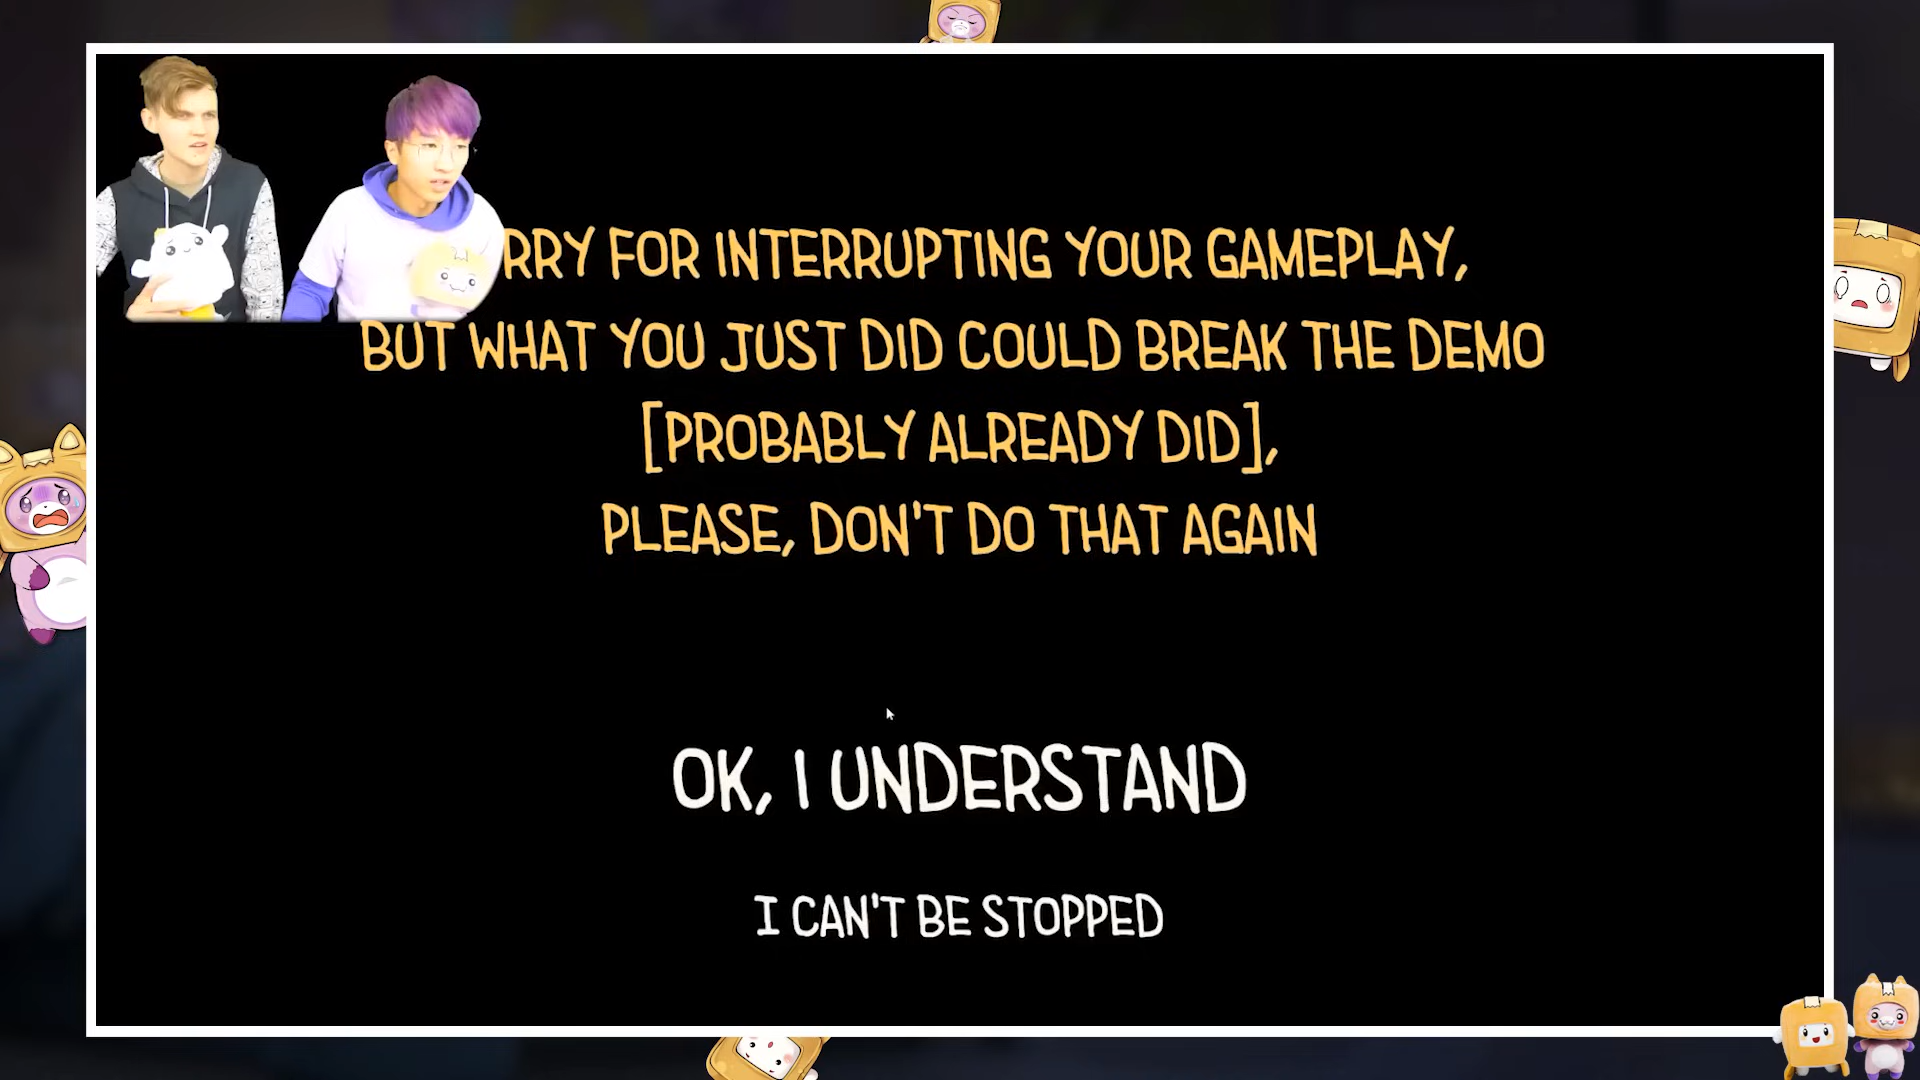 RRY FOR INTERRUPTING YOUR GAMEPLAY,
BUT WHAT YOU JUST DID COULD BREAK THE DEMO
[PROBABLY ALREADY DID],
PLEASE, DON'T DO THAT AGAIN
OK, I UNDERSTAND
I CAN'T BE STOPPED